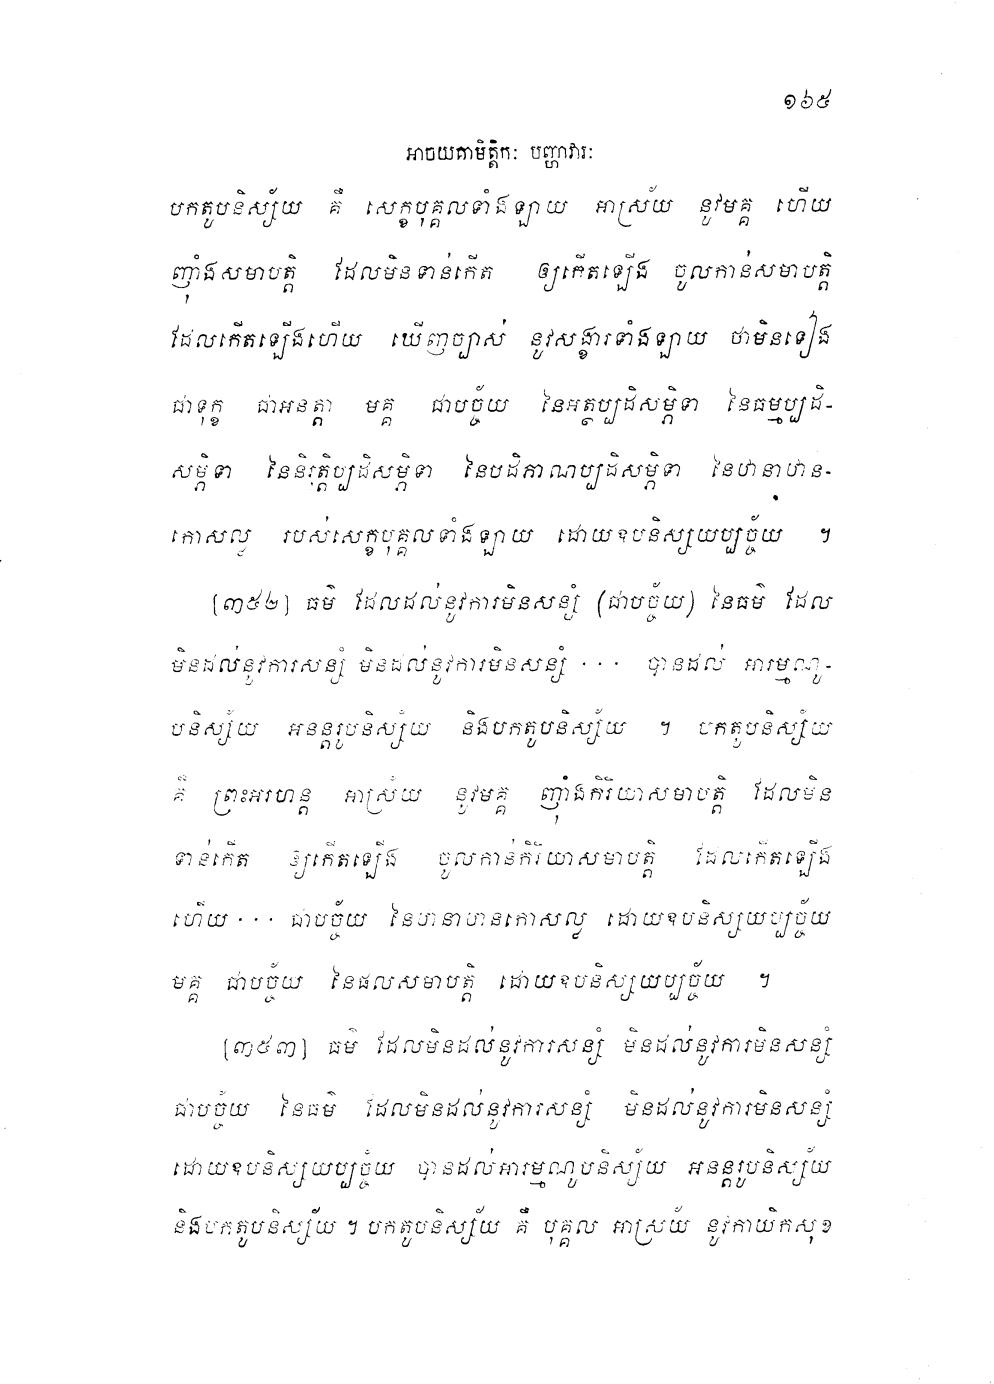 ១៦៥
អាចយគាមិត្តិកៈ បញ្ហាវារៈ
បកតូបនិស្ស័យ គឺ សេក្ខបុគ្គលទាំងឡាយ អាស្រ័យ នូវមគ្គ ហើយ
ញុំាងសមាបត្តិ ដែលមិនទាន់កើត ឲ្យកើតឡើង ចូលកាន់សមាបត្តិ
ដែលកើតឡើងហើយ ឃើញច្បាស់ នូវសង្ខារទាំងឡាយ ថាមិនទៀង
ជាទុក្ខ ជាអនត្តា មគ្គ ជាបច្ច័យ នៃអត្ថប្បដិសម្ភិទា នៃធម្មប្បដិ-
សម្ភិទា នៃនិរុត្តិប្បដិសម្ភិទា នៃបដិភាណប្បដិសម្ភិទា នៃឋានាឋាន-
កោសល្ល របស់សេក្ខបុគ្គលទាំងឡាយ ដោយឧបនិស្សយប្បច្ច័យ ។
[៣៥២] ធម៌ ដែលដល់នូវការមិនសន្សំ (ជាបច្ច័យ) នៃធម៌ ដែល
មិនដល់នូវការសន្សំ មិនដល់នូវការមិនសន្សំ ... បានដល់ អារម្មណូ-
បនិស្ស័យ អនន្តរូបនិស្ស័យ និងបកតូបនិស្ស័យ ។ បកតូបនិស្ស័យ
គឺ ព្រះអរហន្ត អាស្រ័យ នូវមគ្គ ញុំាងកិរិយាសមាបត្តិ ដែលមិន
ទាន់កើត ឲ្យកើតឡើង ចូលកាន់កិរិយាសមាបត្តិ ដែលកើតឡើង
ហើយ ... ជាបច្ច័យ នៃឋានាឋានកោសល្ល ដោយឧបនិស្សយប្បច្ច័យ
មគ្គ ជាបច្ច័យ នៃផលសមាបត្តិ ដោយឧបនិស្សយប្បច្ច័យ ។
[៣៥៣] ធម៌ ដែលមិនដល់នូវការសន្សំ មិនដល់នូវការមិនសន្សំ
ជាបច្ច័យ នៃធម៌ ដែលមិនដល់នូវការសន្សំ មិនដល់នូវការមិនសន្សំ
ដោយឧបនិស្សយប្បច្ច័យ បានដល់អារម្មណូបនិស្ស័យ អនន្តរូបនិស្ស័យ
និងបកតូបនិស្ស័យ ។ បកតូបនិស្ស័យ គឺ បុគ្គល អាស្រ័យ នូវកាយិកសុខ